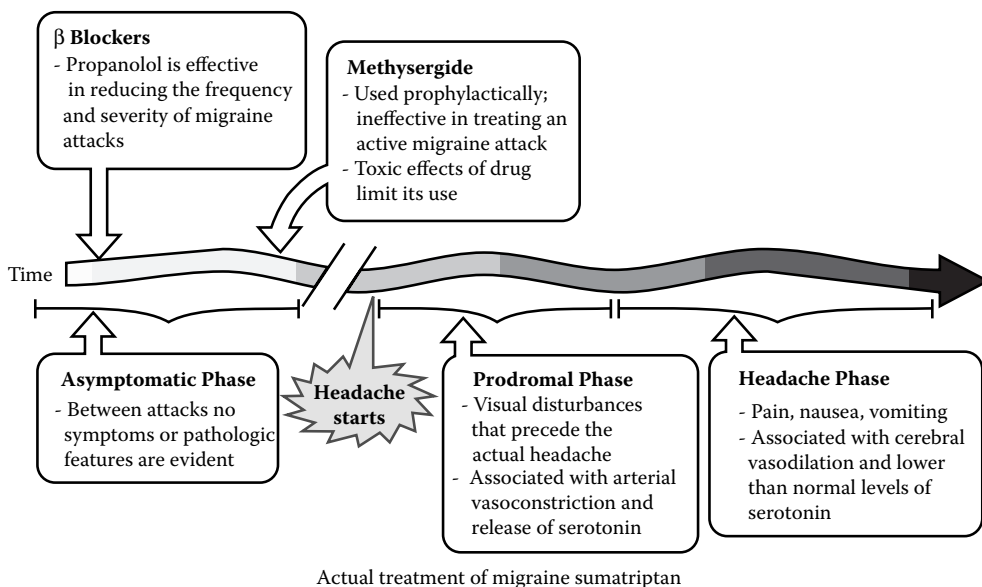 β Blockers
- Propanolol is effective
in reducing the frequency
and severity of migraine
attacks
Methysergide
- Used prophylactically;
ineffective in treating an
active migraine attack
- Toxic effects of drug
limit its use
Time
Asymptomatic Phase
- Between attacks no
symptoms or pathologic
features are evident
Headache
starts
Prodromal Phase
- Visual disturbances
that precede the
actual headache
- Associated with arterial
vasoconstriction and
release of serotonin
Headache Phase
- Pain, nausea, vomiting
- Associated with cerebral
vasodilation and lower
than normal levels of
serotonin
Actual treatment of migraine sumatriptan